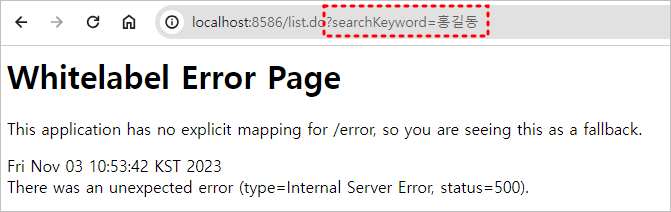 localhost:8586/list.do?searchKeyword=홍길동
Whitelabel Error Page
This application has no explicit mapping for /error, so you are seeing this as a fallback.
Fri Nov 03 10:53:42 KST 2023
There was an unexpected error (type=Internal Server Error, status=500).